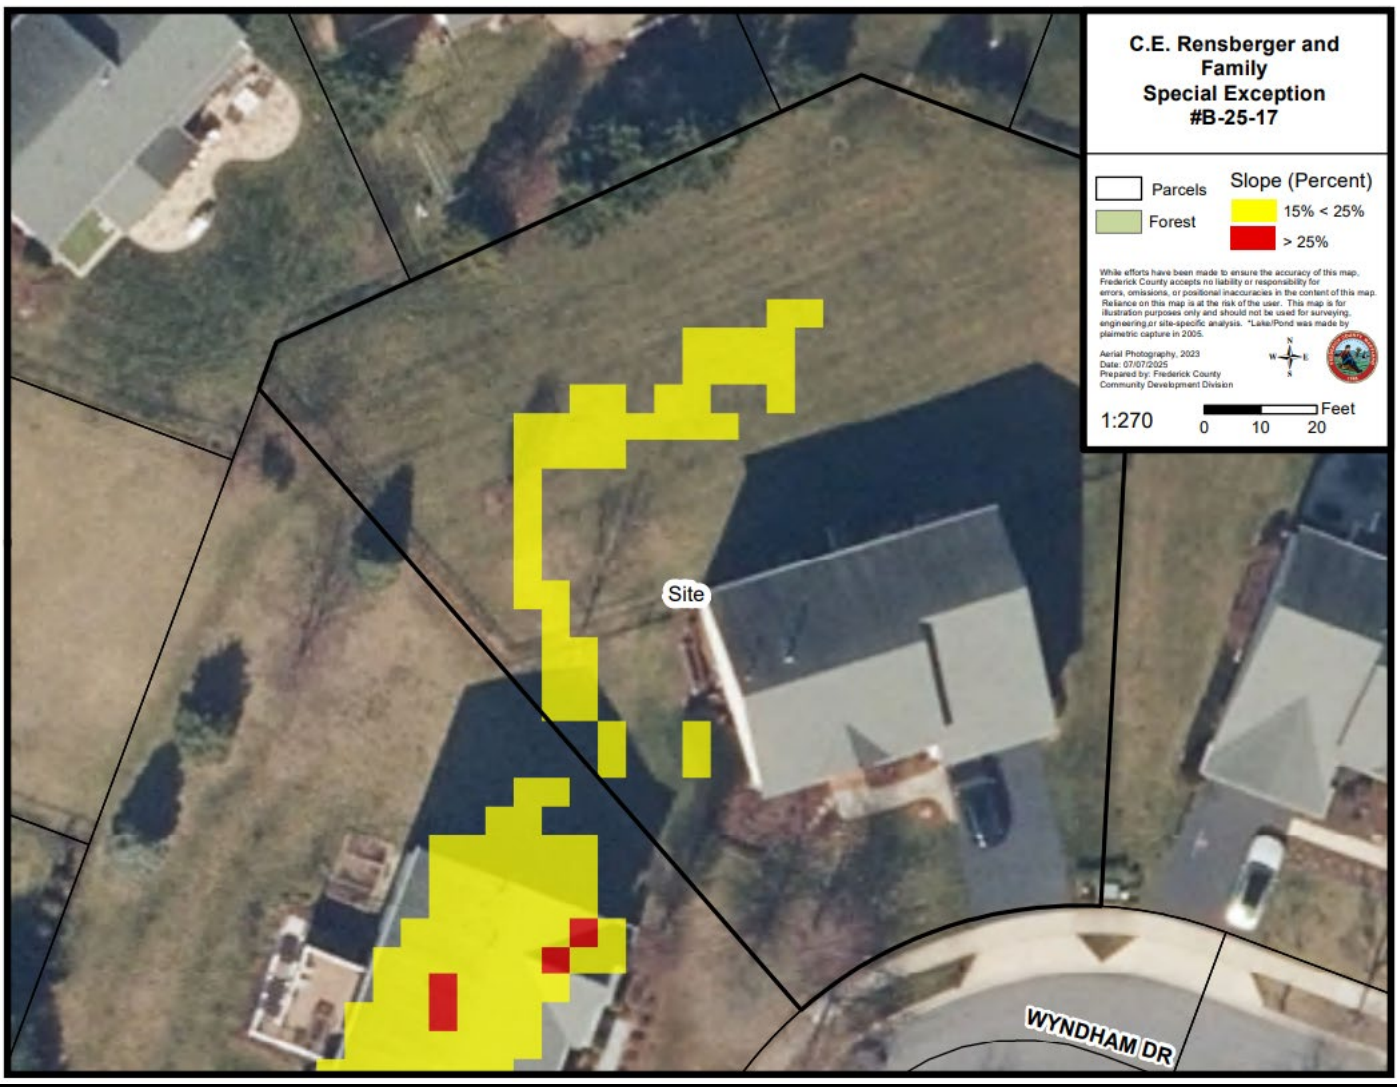 C.E. Rensberger and
Family
Special Exception
#B-25-17
Parcels
Forest
Slope (Percent)
15% < 25%
> 25%
While efforts have been made to ensure the accuracy of this map,
Frederick County accepts no liability or responsibility for
errors, omissions, or positional inaccuracies in the content of this map.
Reliance on this map is at the risk of the user. This map is for
illustration purposes only and should not be used for surveying,
engineering,or site-specific analysis. *Lake/Pond was made by
plaimetric capture in 2005.
Aerial Photography, 2023
Date: 07/07/2025
Prepared by: Frederick County
Community Development Division
N
W E
S
1:270
Feet
0 10 20
Site
WYNDHAM DR